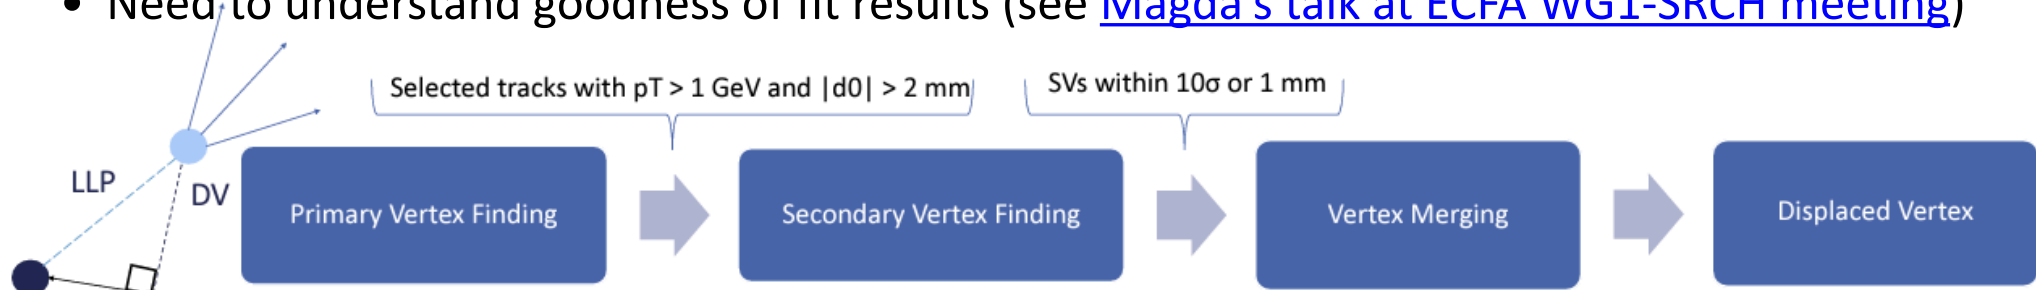 • Need to understand goodness of fit results (see Magda's talk at ECFA WG1-SRCH meeting)
Selected tracks with pT > 1 GeV and |d0| > 2 mm
SVs within 10σ or 1 mm
LLP
DV
Primary Vertex Finding
Secondary Vertex Finding
Vertex Merging
Displaced Vertex